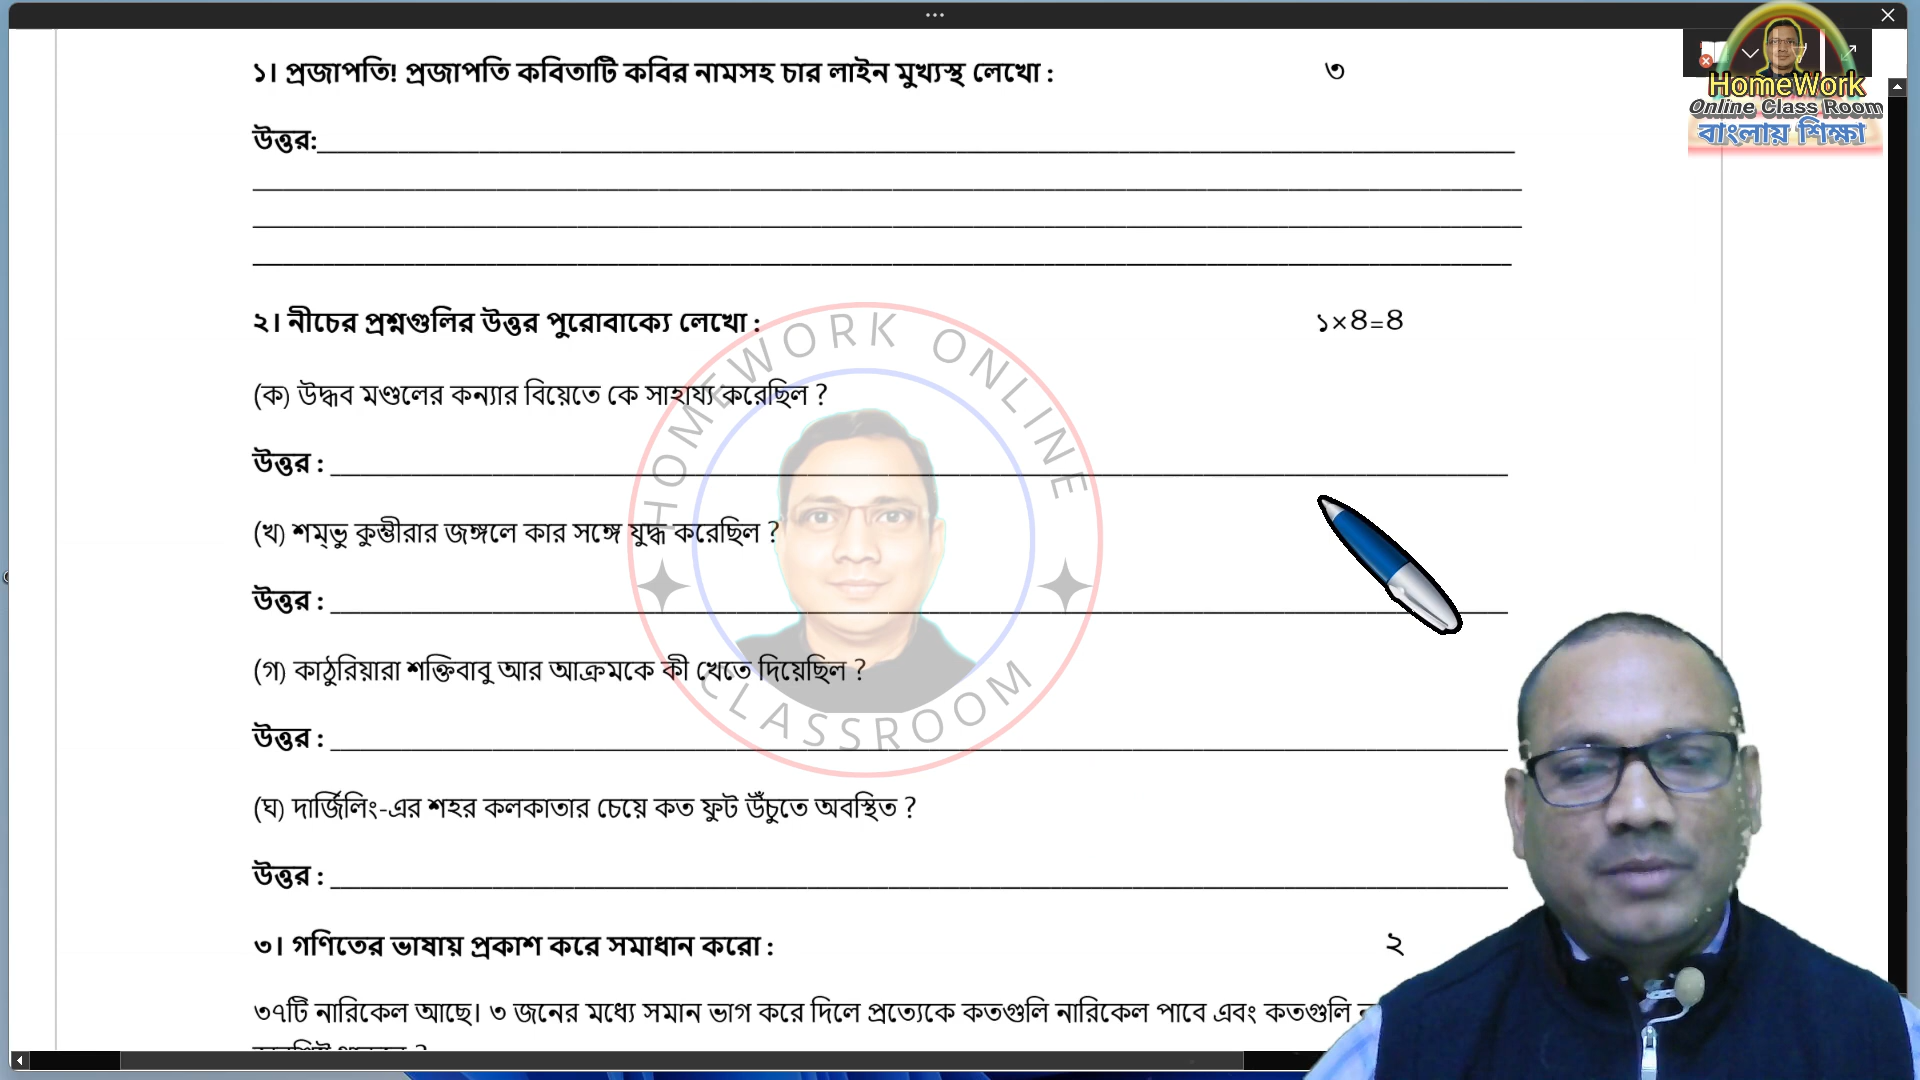 ১। প্রজাপতি! প্রজাপতি কবিতাটি কবির নামসহ চার লাইন মুখ্যস্থ লেখো : ৩
উত্তর:
২। নীচের প্রশ্নগুলির উত্তর পুরোবাক্যে লেখো : ১×৪=৪
(ক) উদ্ধব মণ্ডলের কন্যার বিয়েতে কে সাহায্য করেছিল ?
উত্তর :
(খ) শম্ভু কুম্ভীরার জঙ্গলে কার সঙ্গে যুদ্ধ করেছিল ?
উত্তর :
(গ) কাঠুরিয়ারা শক্তিবাবু আর আক্রমকে কী খেতে দিয়েছিল ?
উত্তর :
(ঘ) দার্জিলিং-এর শহর কলকাতার চেয়ে কত ফুট উঁচুতে অবস্থিত ?
উত্তর :
৩। গণিতের ভাষায় প্রকাশ করে সমাধান করো : ২
৩৭টি নারিকেল আছে। ৩ জনের মধ্যে সমান ভাগ করে দিলে প্রত্যেকে কতগুলি নারিকেল পাবে এবং কতগুলি
HomeWork
Online Class Room
বাংলায় শিক্ষা
HOMEWORK ONLINE
CLASSROOM